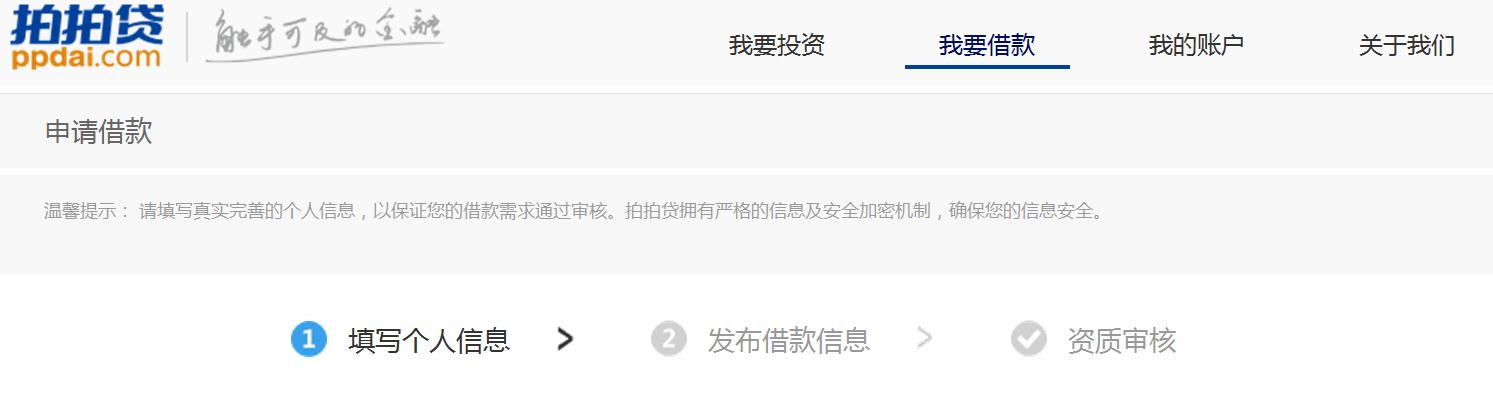 拍拍贷
ppdai.com
触手可及的金融
我要投资 我要借款 我的账户 关于我们
申请借款
温馨提示：请填写真实完善的个人信息，以保证您的借款需求通过审核。拍拍贷拥有严格的信息及安全加密机制，确保您的信息安全。
1 填写个人信息 > 2 发布借款信息 > 资质审核